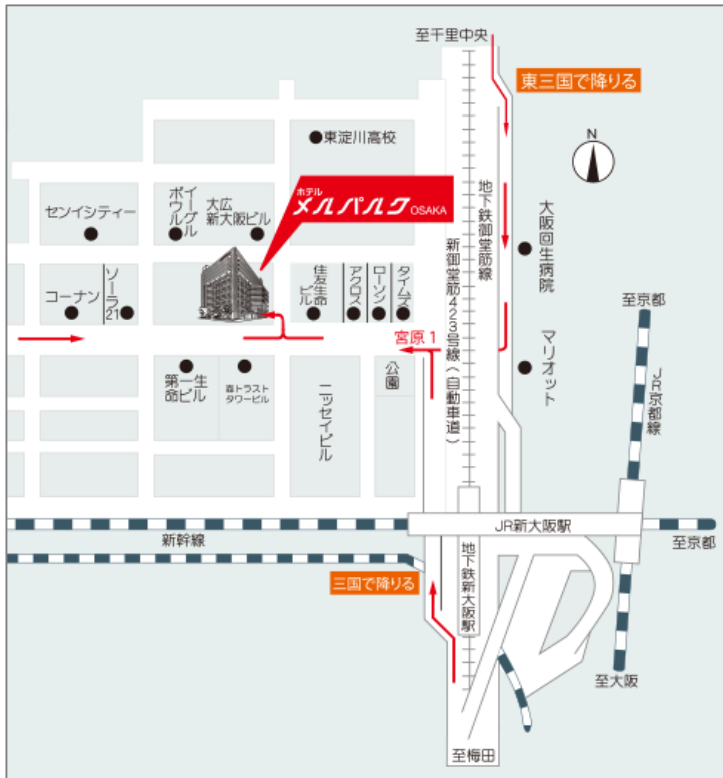 至千里中央
東三国で降りる
N
東淀川高校
センイシティー
ボイウールグル
大広
新大阪ビル
ホテル
メルパルク OSAKA
地下鉄御堂筋線
新御堂筋423号線(自動車道)
大阪回生病院
コーナン
ソーラ21
住友生命ビル
アクロス
ローソン
タイムズ
至京都
宮原1
マリオット
JR京都線
第一生命ビル
森トラスト
タワービル
ニッセイビル
公園
JR新大阪駅
新幹線
至京都
地下鉄新大阪駅
三国で降りる
至大阪
至梅田